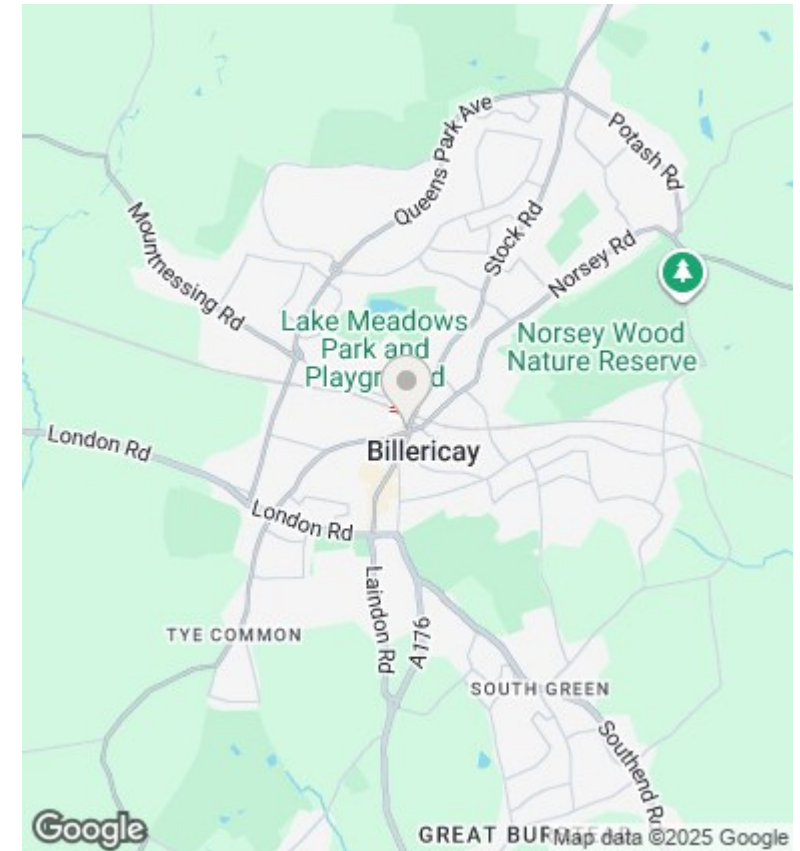 Queens Park Ave
Potash Rd
Mountnessing Rd
Stock Rd
Norsey Rd
Lake Meadows
Park and
Norsey Wood
Nature Reserve
London Rd
Billericay
London Rd
Laindon Rd
A176
TYE COMMON
SOUTH GREEN
Southend Rd
Google
GREAT
Map data ©2025 Google